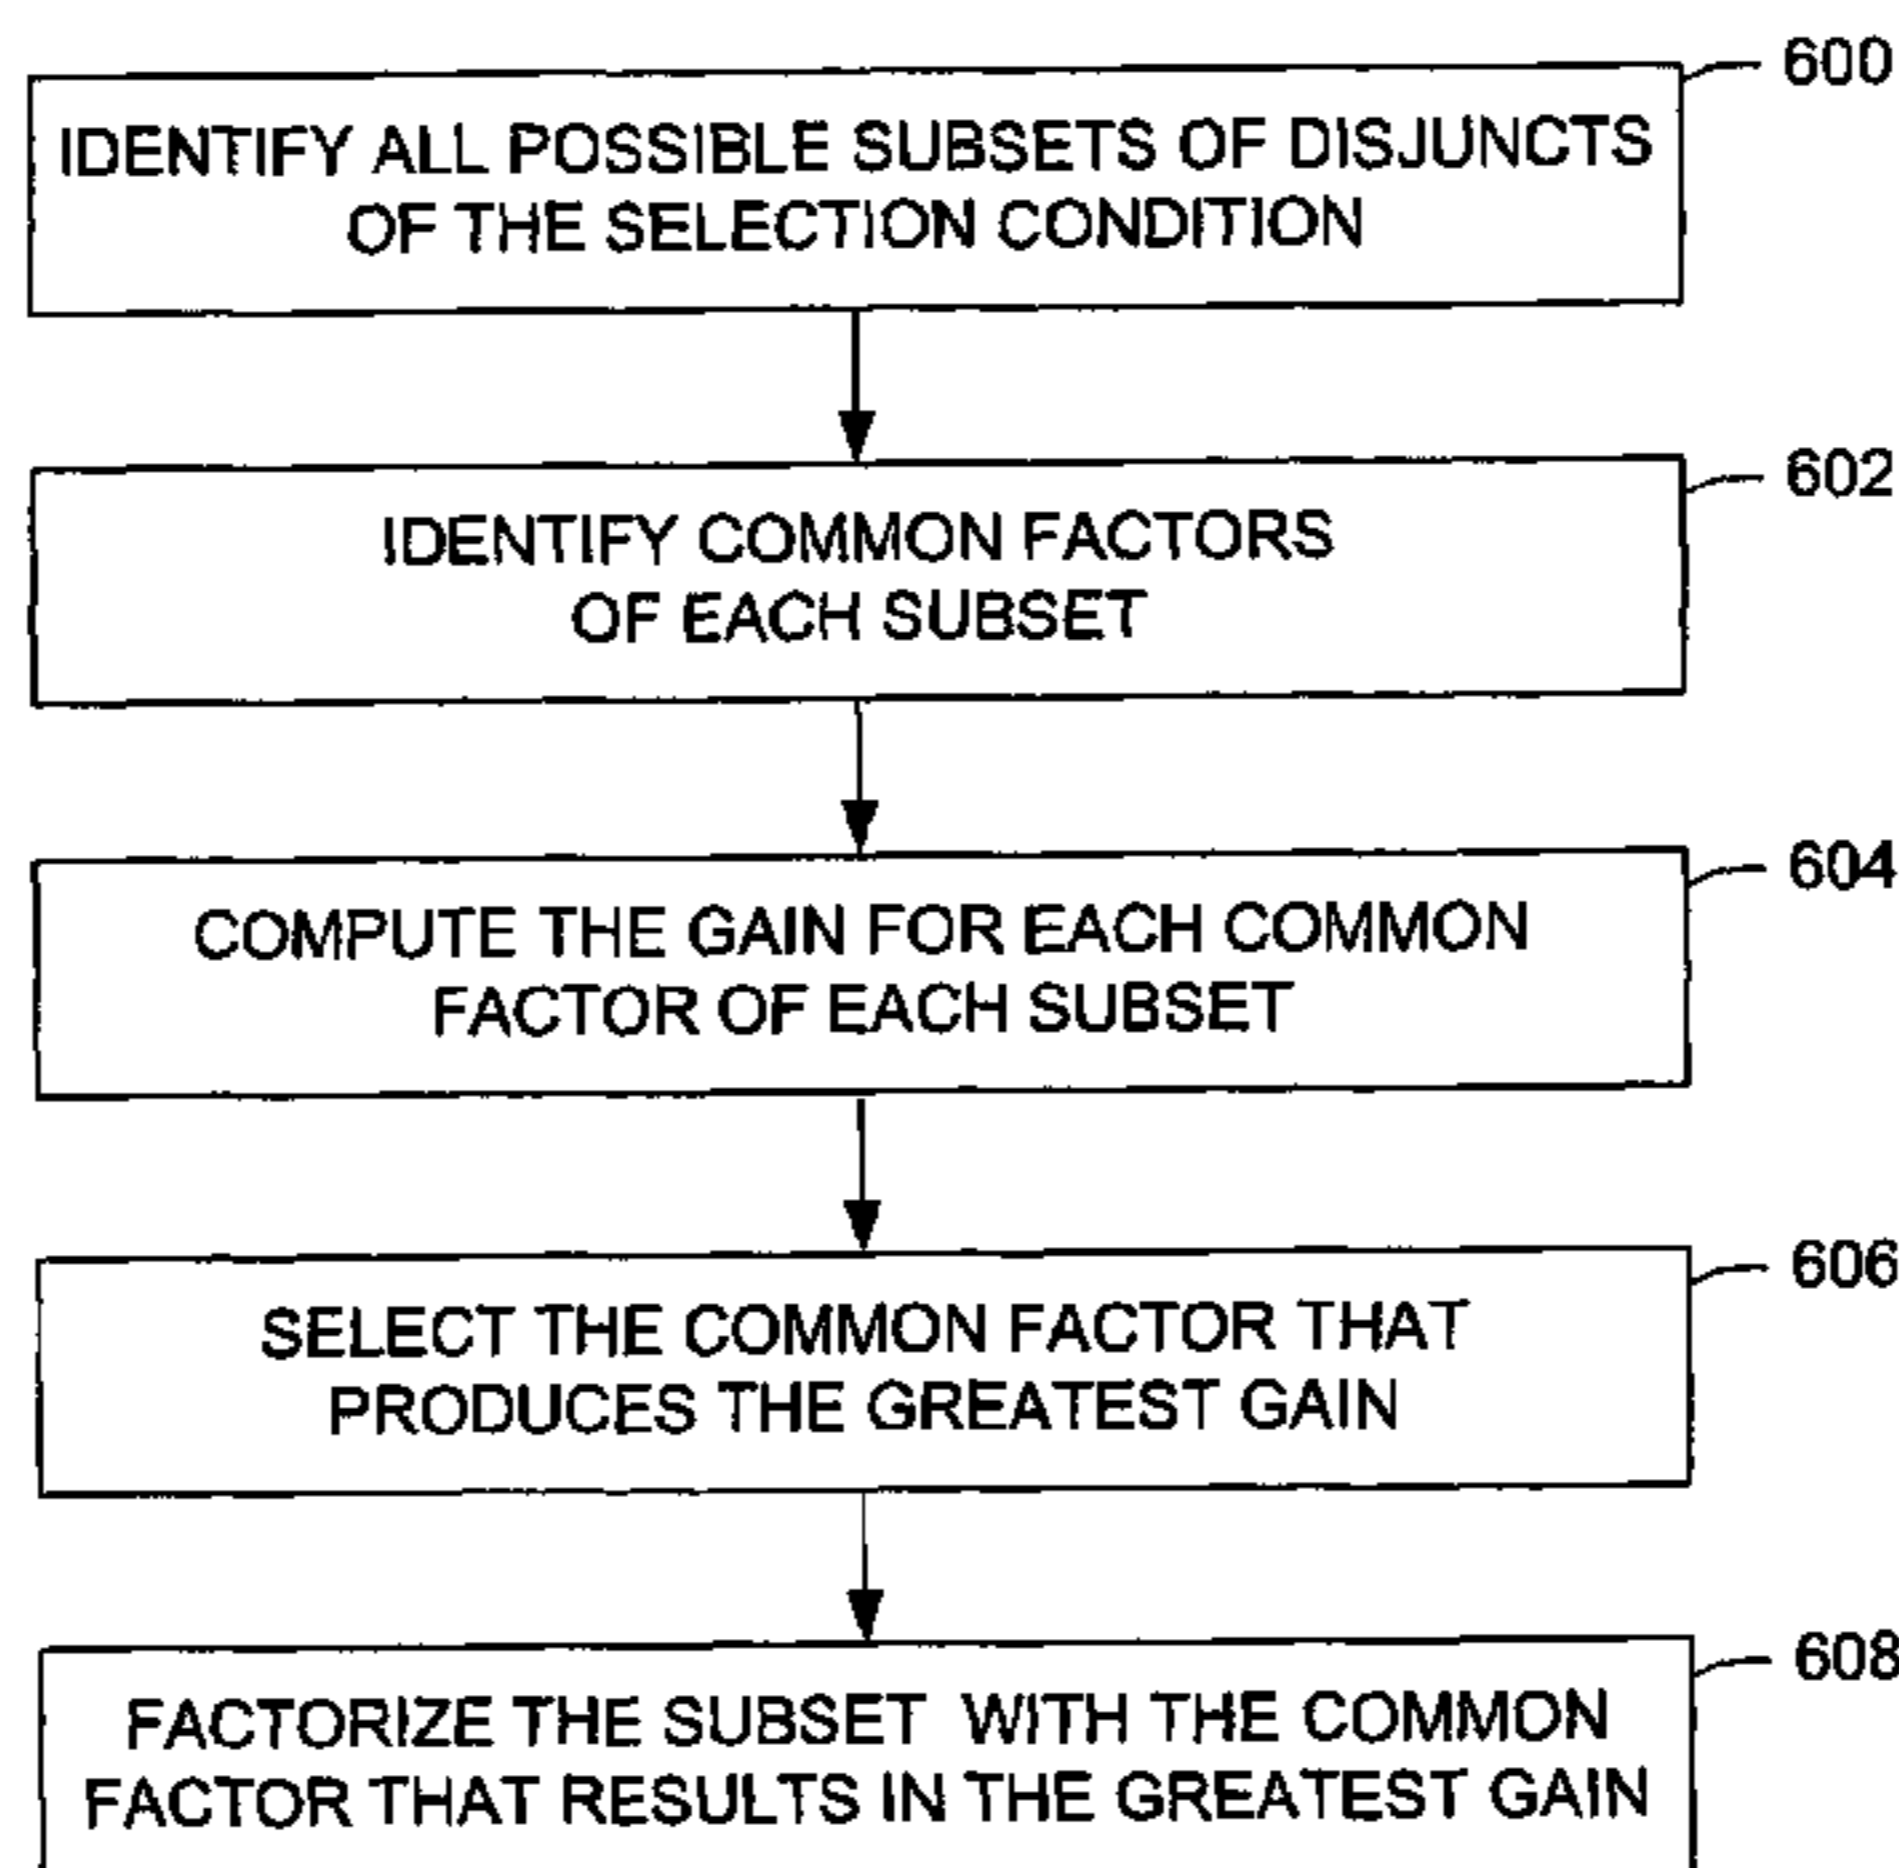 600
IDENTIFY ALL POSSIBLE SUBSETS OF DISJUNCTS
OF THE SELECTION CONDITION
602
IDENTIFY COMMON FACTORS
OF EACH SUBSET
604
COMPUTE THE GAIN FOR EACH COMMON
FACTOR OF EACH SUBSET
606
SELECT THE COMMON FACTOR THAT
PRODUCES THE GREATEST GAIN
608
FACTORIZE THE SUBSET WITH THE COMMON
FACTOR THAT RESULTS IN THE GREATEST GAIN